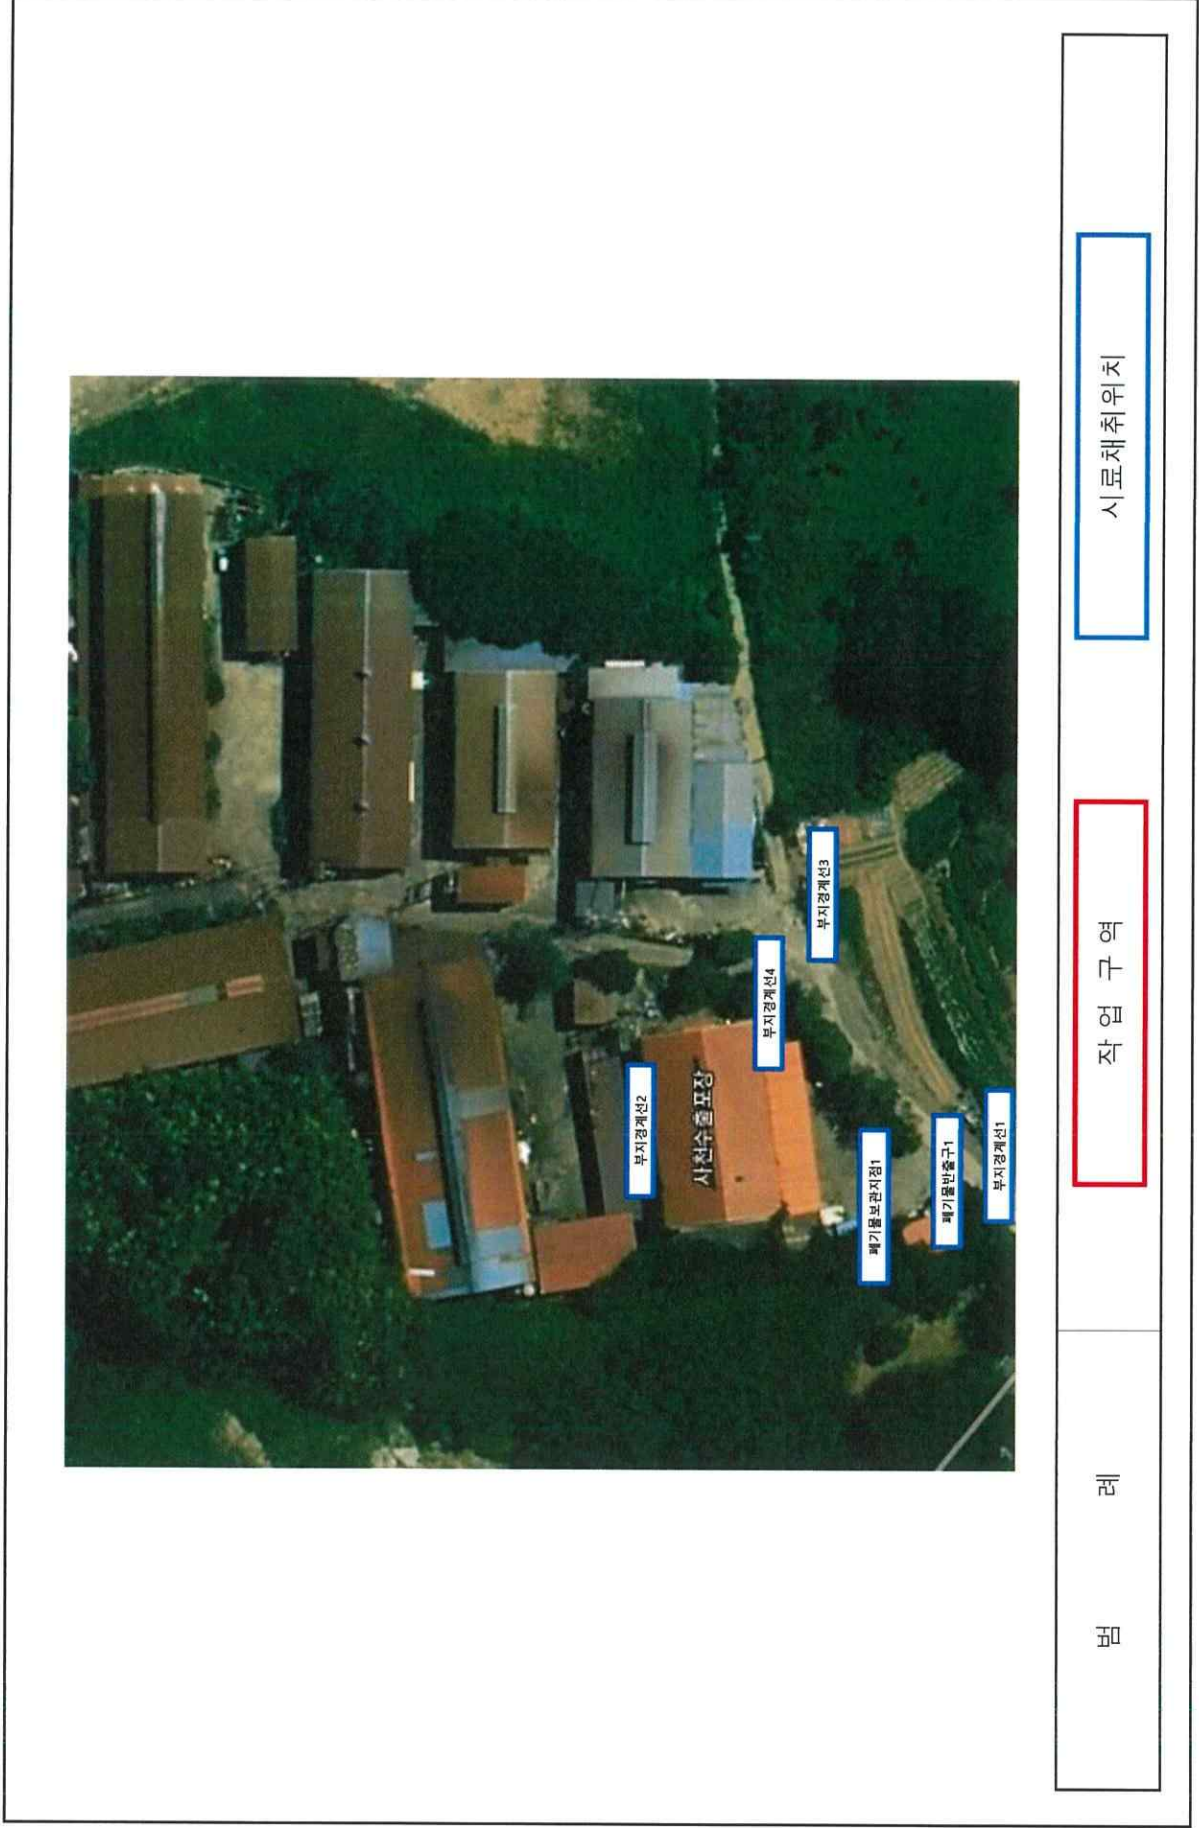 부지경계선2
사천수출포장
부지경계선4
부지경계선3
폐기물보관지점1
폐기물반출구1
부지경계선1
범 례
작 업 구 역
시료채취위치